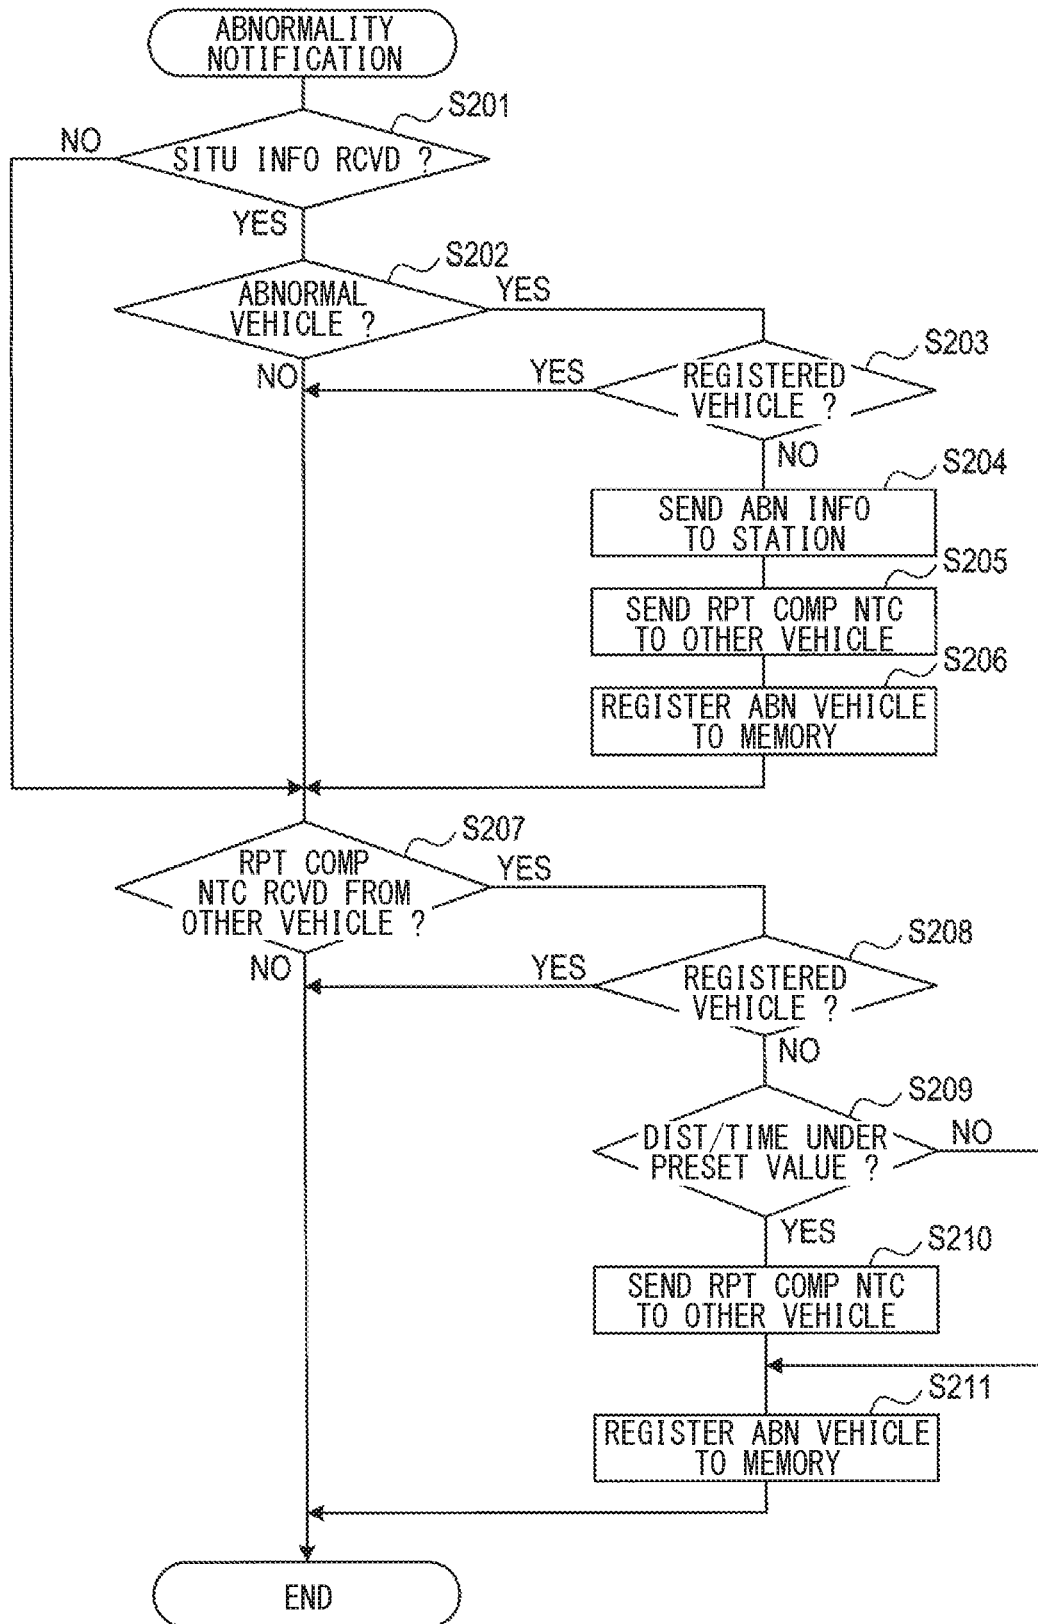 ABNORMALITY
NOTIFICATION
S201
NO
SITU INFO RCVD ?
YES
S202
ABNORMAL
VEHICLE ?
YES
NO
S203
YES
REGISTERED
VEHICLE ?
NO
S204
SEND ABN INFO
TO STATION
S205
SEND RPT COMP NTC
TO OTHER VEHICLE
S206
REGISTER ABN VEHICLE
TO MEMORY
S207
RPT COMP
NTC RCVD FROM
OTHER VEHICLE ?
YES
NO
S208
YES
REGISTERED
VEHICLE ?
NO
S209
DIST/TIME UNDER
PRESET VALUE ?
NO
YES
S210
SEND RPT COMP NTC
TO OTHER VEHICLE
S211
REGISTER ABN VEHICLE
TO MEMORY
END